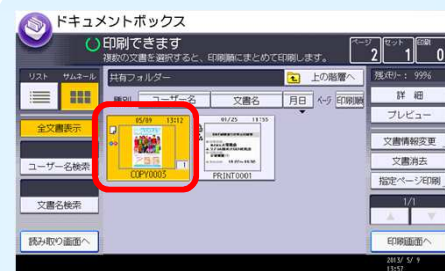 ドキュメントボックス
印刷できます
複数の文書を選択すると、印刷順にまとめて印刷します。
ページ セット 印刷
2 1 0
リスト サムネール 共有フォルダー 上の階層へ 残メモリー: 99%
種別 ユーザー名 文書名 月日 ページ 印刷順 詳細
全文書表示 05/09 13:12 01/25 11:55 プレビュー
ユーザー名検索 COPY0003 1 PRINT0001 文書情報変更
文書消去
文書名検索 指定ページ印刷
1/1
読み取り画面へ 印刷画面へ
2013/ 5/ 9
13:57